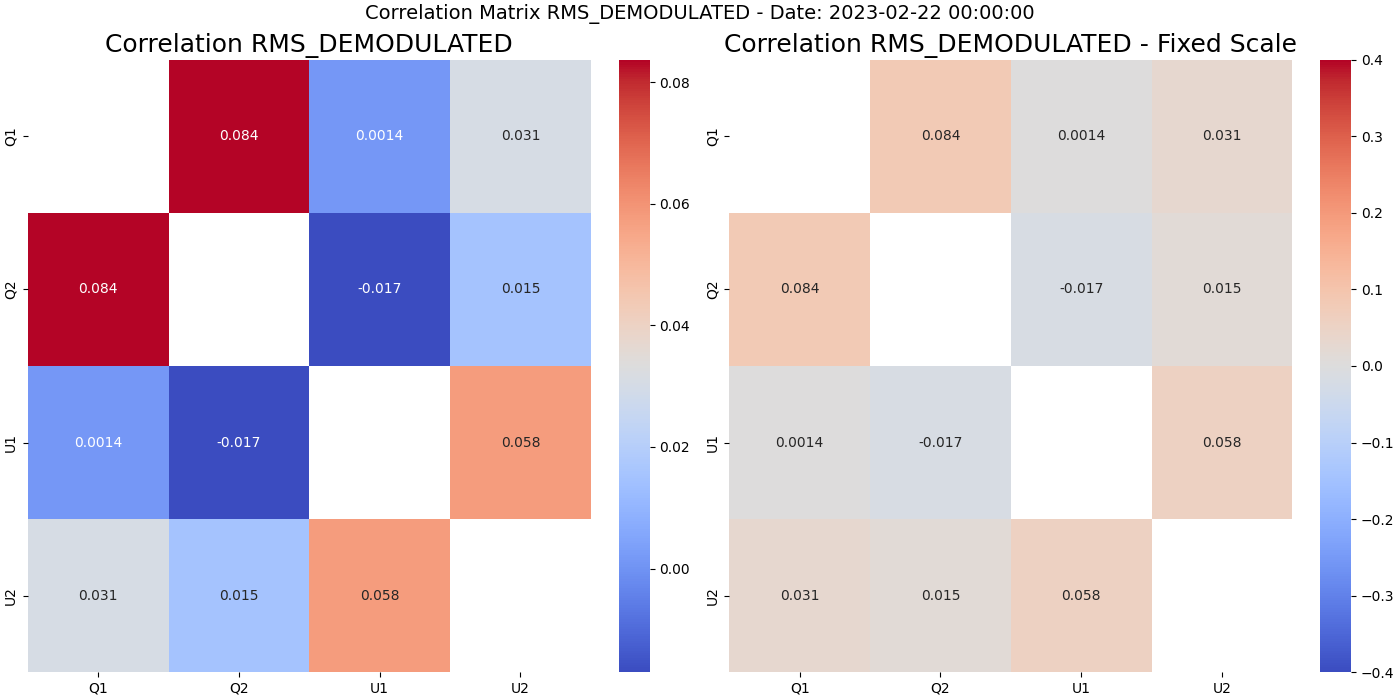 Correlation Matrix RMS_DEMODULATED - Date: 2023-02-22 00:00:00
Correlation RMS_DEMODULATED
Q1
0.084
0.0014
0.031
Q2
0.084
-0.017
0.015
U1
0.0014
-0.017
0.058
U2
0.031
0.015
0.058
Q1
Q2
U1
U2
0.08
0.06
0.04
0.02
0.00
Correlation RMS_DEMODULATED - Fixed Scale
Q1
0.084
0.0014
0.031
Q2
0.084
-0.017
0.015
U1
0.0014
-0.017
0.058
U2
0.031
0.015
0.058
Q1
Q2
U1
U2
0.4
0.3
0.2
0.1
0.0
−0.1
−0.2
−0.3
−0.4